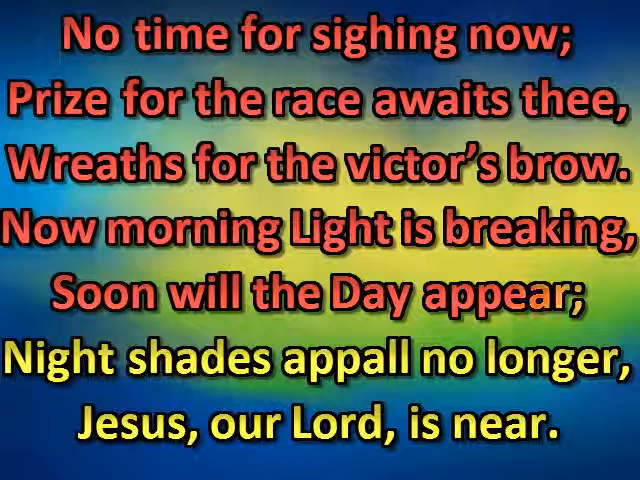 No time for sighing now;
Prize for the race awaits thee,
Wreaths for the victor’s brow.
Now morning Light is breaking,
Soon will the Day appear;
Night shades appall no longer,
Jesus, our Lord, is near.